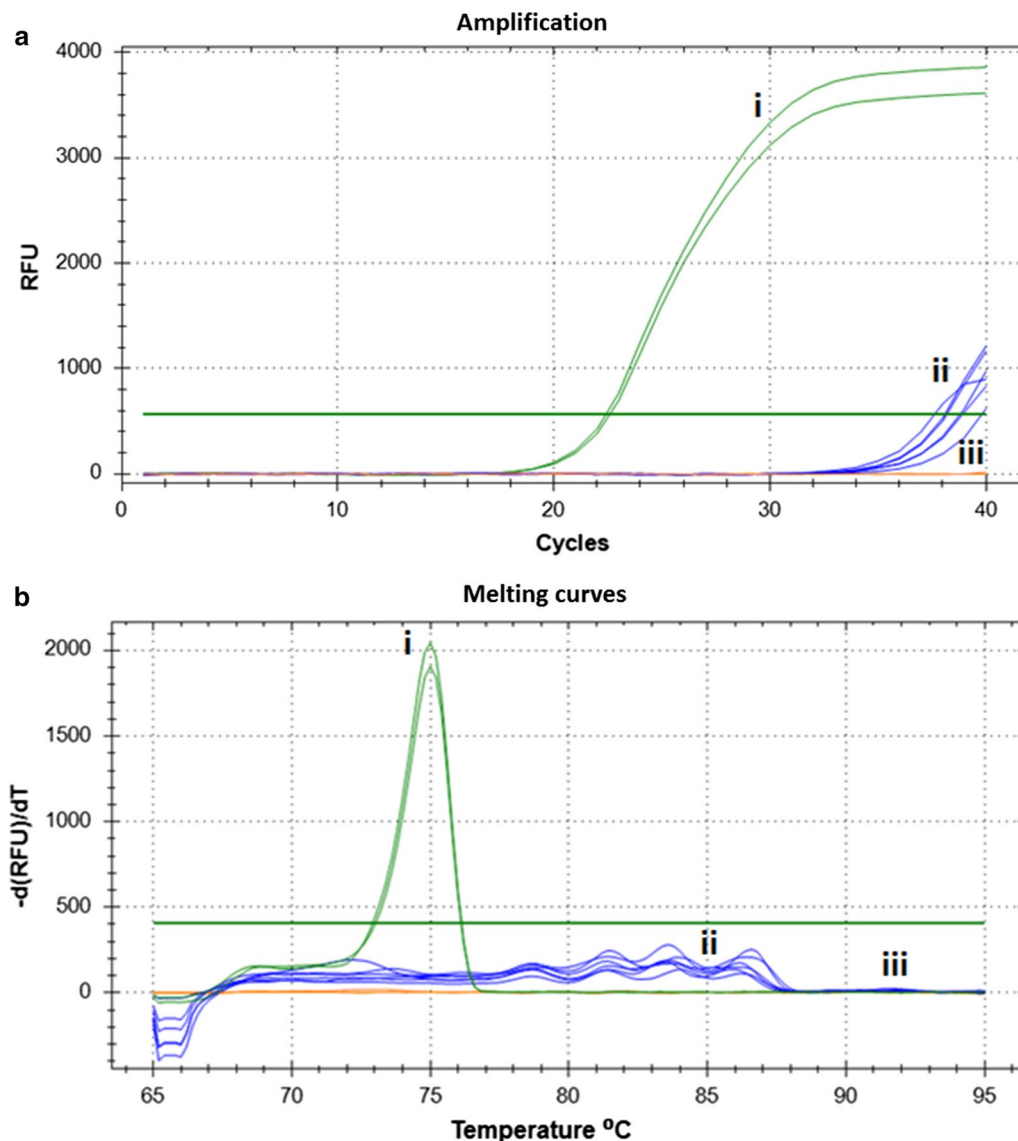 a
Amplification
4000
3000
2000
1000
0
RFU
i
ii
iii
0 10 20 30 40
Cycles
b
Melting curves
2000
1500
1000
500
0
-d(RFU)/dT
i
ii
iii
65 70 75 80 85 90 95
Temperature ⁰C